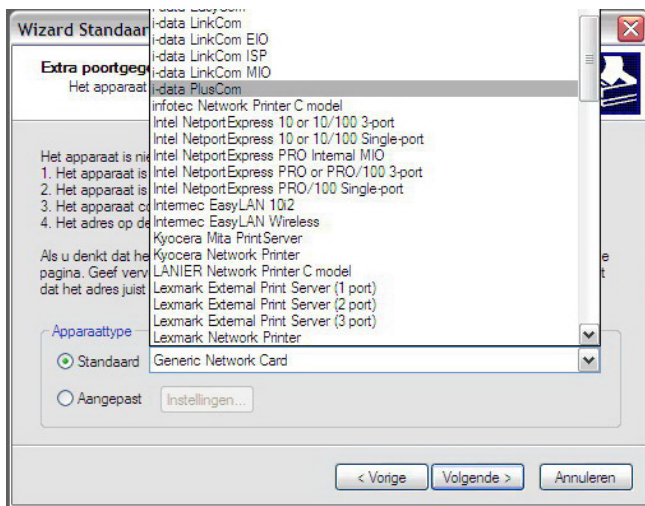 Wizard Standaar
Extra poortgege
Het apparaat
i-data LinkCom
i-data LinkCom EIO
i-data LinkCom ISP
i-data LinkCom MIO
i-data PlusCom
infotec Network Printer C model
Intel NetportExpress 10 or 10/100 3-port
Intel NetportExpress 10 or 10/100 Single-port
Intel NetportExpress PRO Internal MIO
Intel NetportExpress PRO or PRO/100 3-port
Intel NetportExpress PRO/100 Single-port
Intermec EasyLAN 10i2
Intermec EasyLAN Wireless
Kyocera Mita PrintServer
Kyocera Network Printer
LANIER Network Printer C model
Lexmark External Print Server (1 port)
Lexmark External Print Server (2 port)
Lexmark External Print Server (3 port)
Lexmark Network Printer
Het apparaat is nie
1. Het apparaat is
2. Het apparaat is
3. Het apparaat co
4. Het adres op de
Als u denkt dat he e
pagina. Geef verv t
dat het adres juist
Apparaattype
Standaard Generic Network Card
Aangepast Instellingen...
< Vorige Volgende > Annuleren